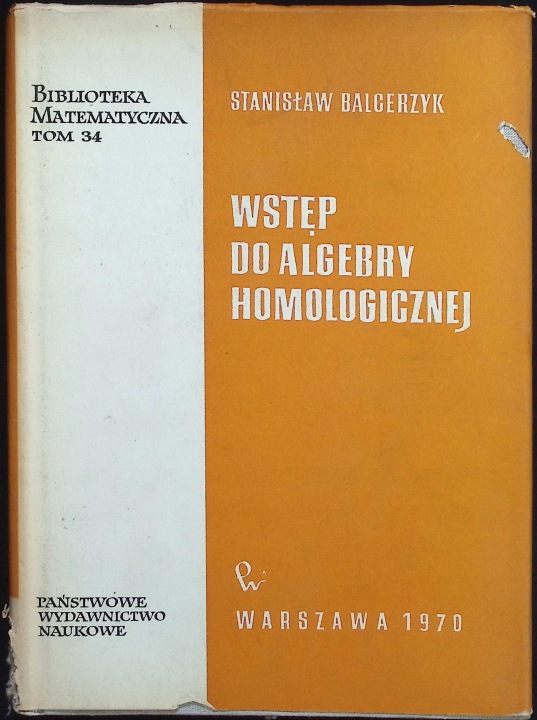 BIBLIOTEKA
MATEMATYCZNA
TOM 34
STANISŁAW BALCERZYK
WSTĘP
DO ALGEBRY
HOMOLOGICZNEJ
PAŃSTWOWE
WYDAWNICTWO
NAUKOWE
WARSZAWA 1970